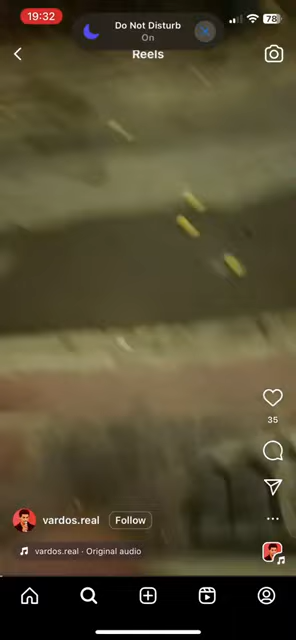 19:32
Do Not Disturb
On
78
Reels
35
vardos.real
Follow
vardos.real · Original audio